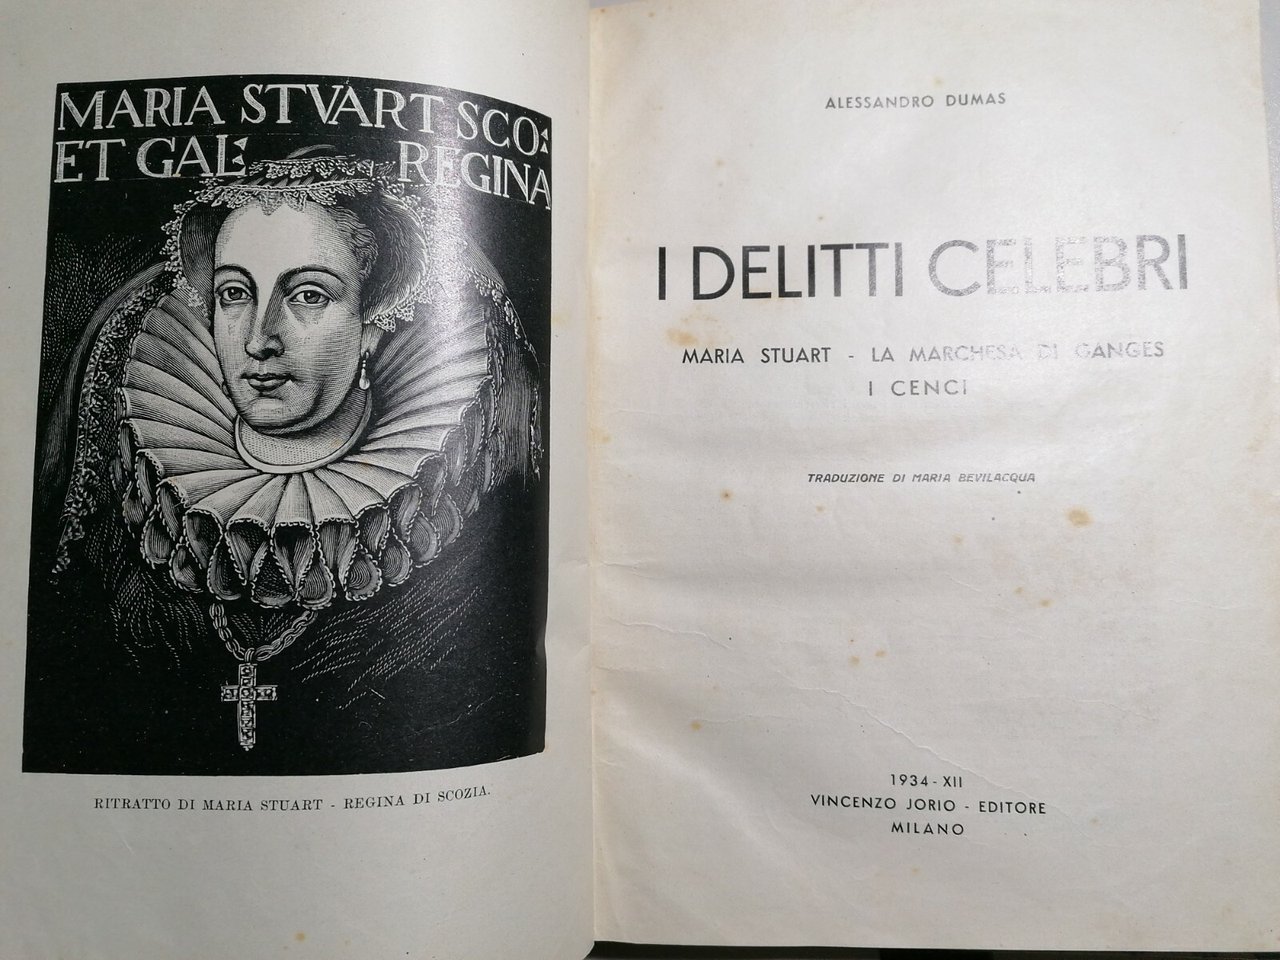 MARIA STVART SCO:
ET GAL: REGINA
RITRATTO DI MARIA STUART - REGINA DI SCOZIA.
ALESSANDRO DUMAS
I DELITTI CELEBRI
MARIA STUART - LA MARCHESA DI GANGES
I CENCI
TRADUZIONE DI MARIA BEVILACQUA
1934 - XII
VINCENZO JORIO - EDITORE
MILANO